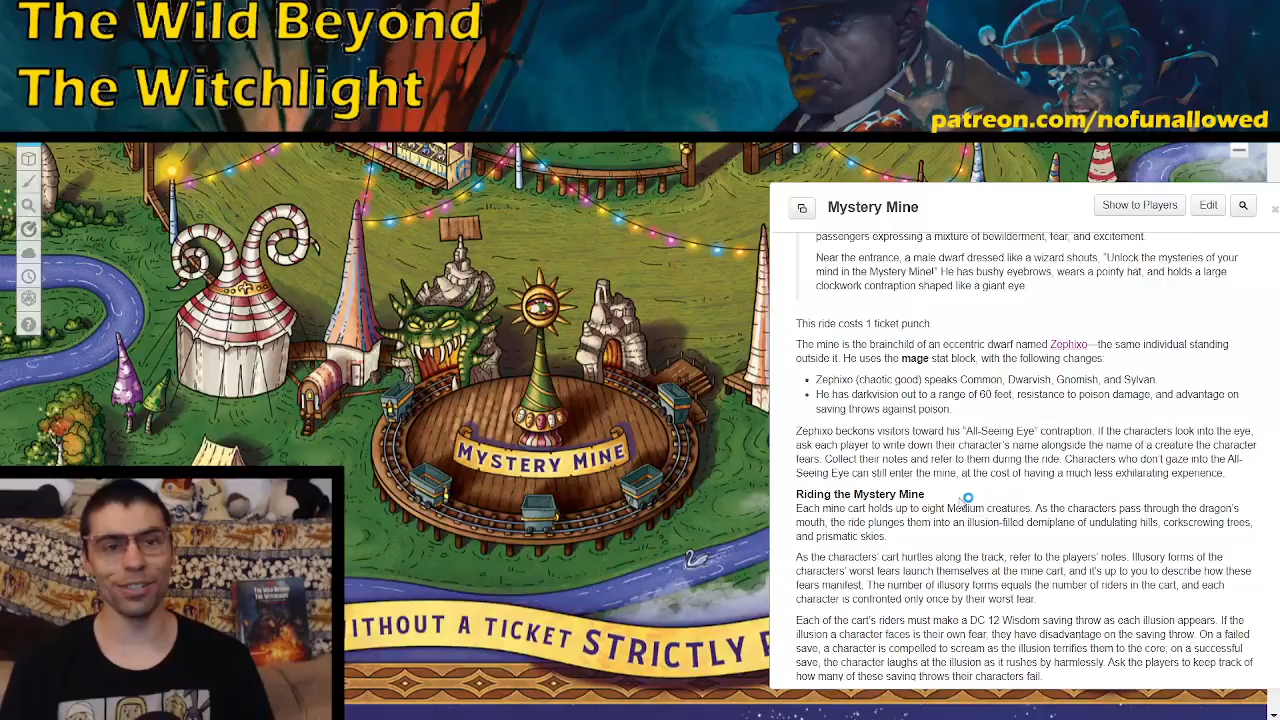 The Wild Beyond
The Witchlight
patreon.com/nofunallowed
Mystery Mine
Show to Players
Edit
passengers expressing a mixture of bewilderment, fear, and excitement.
Near the entrance, a male dwarf dressed like a wizard shouts, "Unlock the mysteries of your
mind in the Mystery Mine!" He has bushy eyebrows, wears a pointy hat, and holds a large
clockwork contraption shaped like a giant eye.
This ride costs 1 ticket punch.
The mine is the brainchild of an eccentric dwarf named Zephixo—the same individual standing
outside it. He uses the mage stat block, with the following changes:
• Zephixo (chaotic good) speaks Common, Dwarvish, Gnomish, and Sylvan.
• He has darkvision out to a range of 60 feet, resistance to poison damage, and advantage on
saving throws against poison.
Zephixo beckons visitors toward his "All-Seeing Eye" contraption. If the characters look into the eye,
ask each player to write down their character's name alongside the name of a creature the character
fears. Collect their notes and refer to them during the ride. Characters who don't gaze into the All-
Seeing Eye can still enter the mine, at the cost of having a much less exhilarating experience.
Riding the Mystery Mine
Each mine cart holds up to eight creatures. As the characters pass through the dragon's
mouth, the ride plunges them into an demiplane of undulating hills, corkscrew
and prismatic skies.
As the characters' cart hurtles along the track, refer to the players' notes. Illusory forms of the
characters' worst fears launch themselves at the mine cart, and it's up to you to describe how these
fears manifest. The number of illusory forms equals the number of riders in the cart, and each
character is confronted only once by their worst fear.
Each of the cart's riders must make a DC 12 Wisdom saving throw as each illusion appears. If the
illusion a character faces is their own fear, they have disadvantage on the saving throw. On a failed
save, a character is compelled to scream as the illusion terrifies them to the core; on a successful
save, the character laughs at the illusion as it rushes by harmlessly. Ask the players to keep track of
how many of these saving throws their characters fail.
MYSTERY MINE
ITHOUT A TICKET STRICTLY P
THE WILD BEYOND
THE WITCHLIGHT